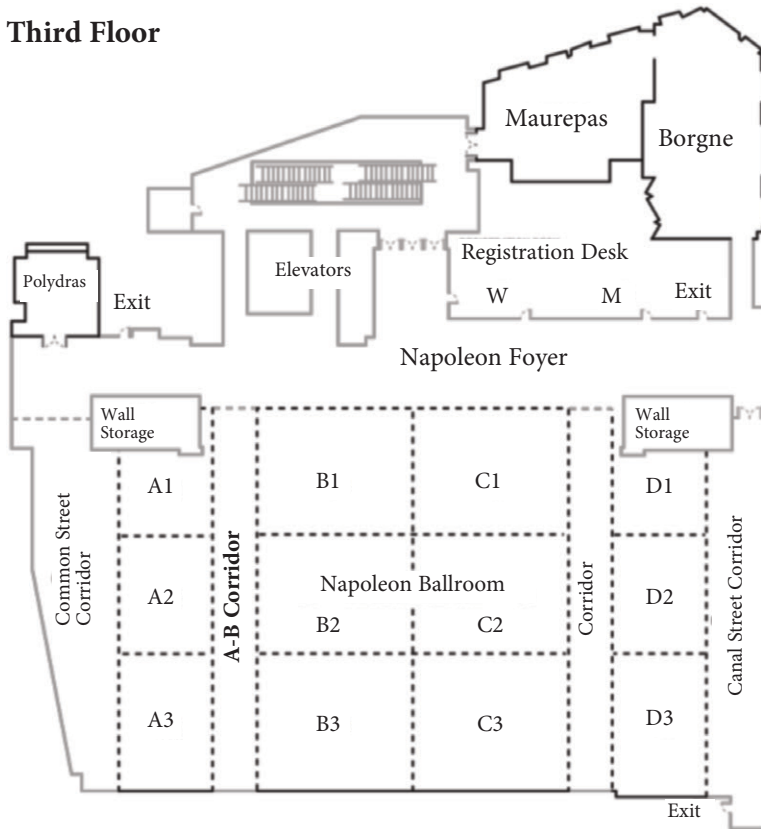 Third Floor
Maurepas
Borgne
Registration Desk
Elevators
Polydras
Exit
W
M
Exit
Napoleon Foyer
Wall
Storage
Wall
Storage
A1
B1
C1
D1
Common Street
Corridor
A-B Corridor
Napoleon Ballroom
Corridor
Canal Street Corridor
A2
B2
C2
D2
A3
B3
C3
D3
Exit